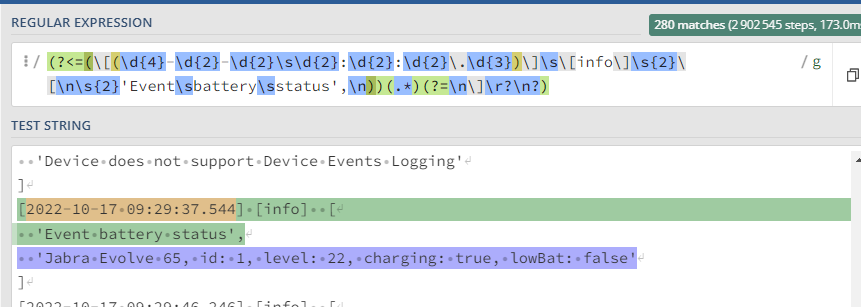 REGULAR EXPRESSION
280 matches (2 902 545 steps, 173.0ms
/ (?<=(\[(\d{4}-\d{2}-\d{2}\s\d{2}:\d{2}:\d{2}\.\d{3})\]\s\[info\]\s{2}\ / g
[\n\s{2}'Event\sbattery\sstatus',\n))(.*)(?=\n\]\r?\n?)
TEST STRING
'Device does not support Device Events Logging'
]
[2022-10-17 09:29:37.544] [info]  [
'Event battery status',
'Jabra Evolve 65, id: 1, level: 22, charging: true, lowBat: false'
]
[2022-10-17 09:29:46.246] [info] [